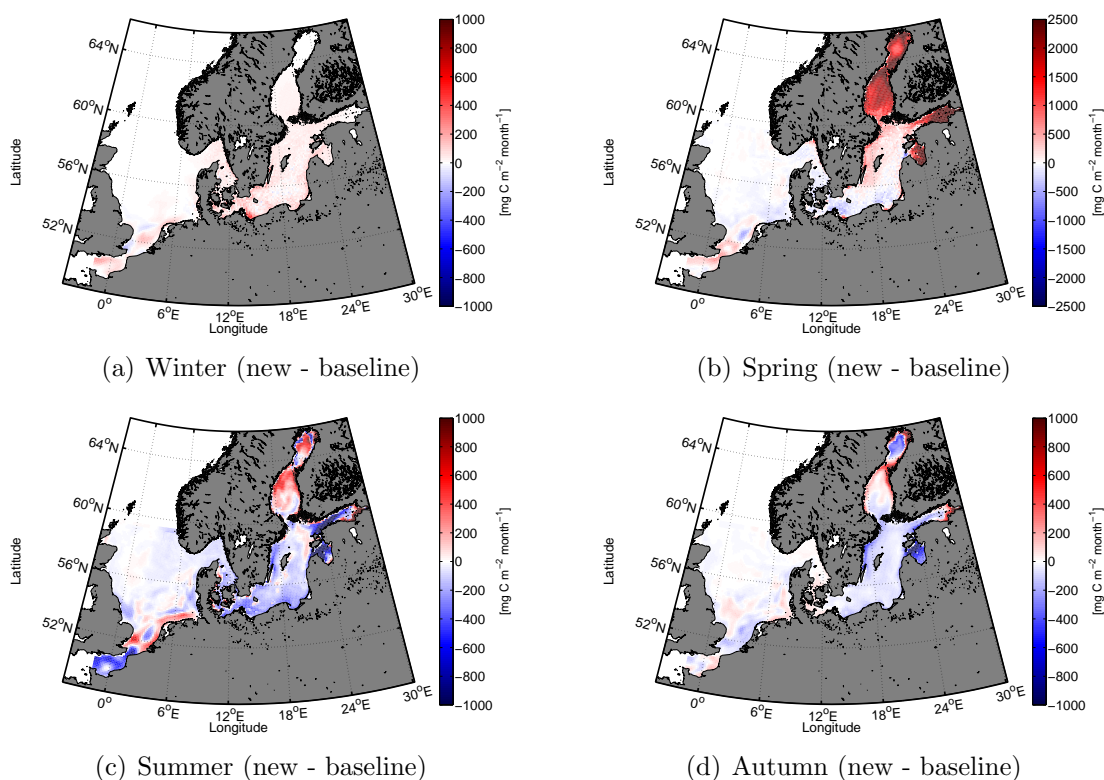 64°N
60°N
56°N
52°N
Latitude
0°
6°E
12°E
18°E
24°E
30°E
Longitude
1000
800
600
400
200
0
−200
−400
−600
−800
−1000
[mg C m⁻² month⁻¹]
(a) Winter (new - baseline)
64°N
60°N
56°N
52°N
Latitude
0°
6°E
12°E
18°E
24°E
30°E
Longitude
2500
2000
1500
1000
500
0
−500
−1000
−1500
−2000
−2500
[mg C m⁻² month⁻¹]
(b) Spring (new - baseline)
64°N
60°N
56°N
52°N
Latitude
0°
6°E
12°E
18°E
24°E
30°E
Longitude
1000
800
600
400
200
0
−200
−400
−600
−800
−1000
[mg C m⁻² month⁻¹]
(c) Summer (new - baseline)
64°N
60°N
56°N
52°N
Latitude
0°
6°E
12°E
18°E
24°E
30°E
Longitude
1000
800
600
400
200
0
−200
−400
−600
−800
−1000
[mg C m⁻² month⁻¹]
(d) Autumn (new - baseline)